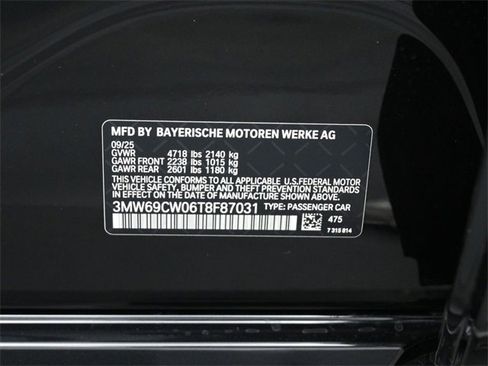 MFD BY BAYERISCHE MOTOREN WERKE AG
09/25
GVWR 4718 lbs 2140 kg
GAWR FRONT 2238 lbs 1015 kg
GAWR REAR 2601 lbs 1180 kg
THIS VEHICLE CONFORMS TO ALL APPLICABLE U.S. FEDERAL MOTOR
VEHICLE SAFETY, BUMPER AND THEFT PREVENTION STANDARDS
IN EFFECT ON THE DATE OF MANUFACTURE SHOWN ABOVE.
3MW69CW06T8F87031 TYPE: PASSENGER CAR
475
7 315 814